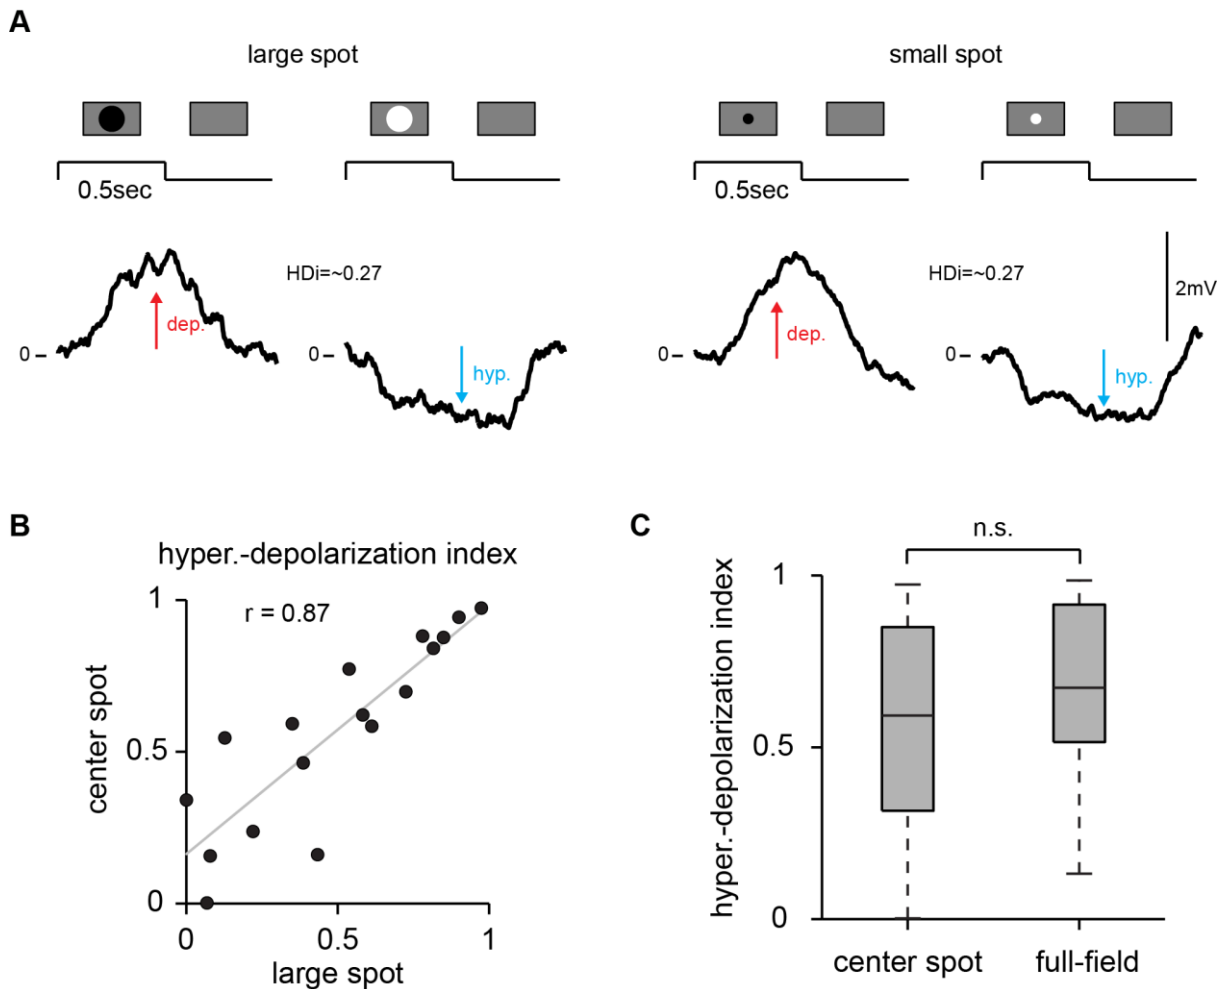 A
large spot
small spot
0.5sec
0.5sec
HDi=~0.27
HDi=~0.27
2mV
dep.
dep.
0
0
0
0
hyp.
hyp.
B
hyper.-depolarization index
1
r = 0.87
center spot
0.5
0
0
0.5
1
large spot
C
n.s.
hyper.-depolarization index
1
0.5
0
center spot
full-field